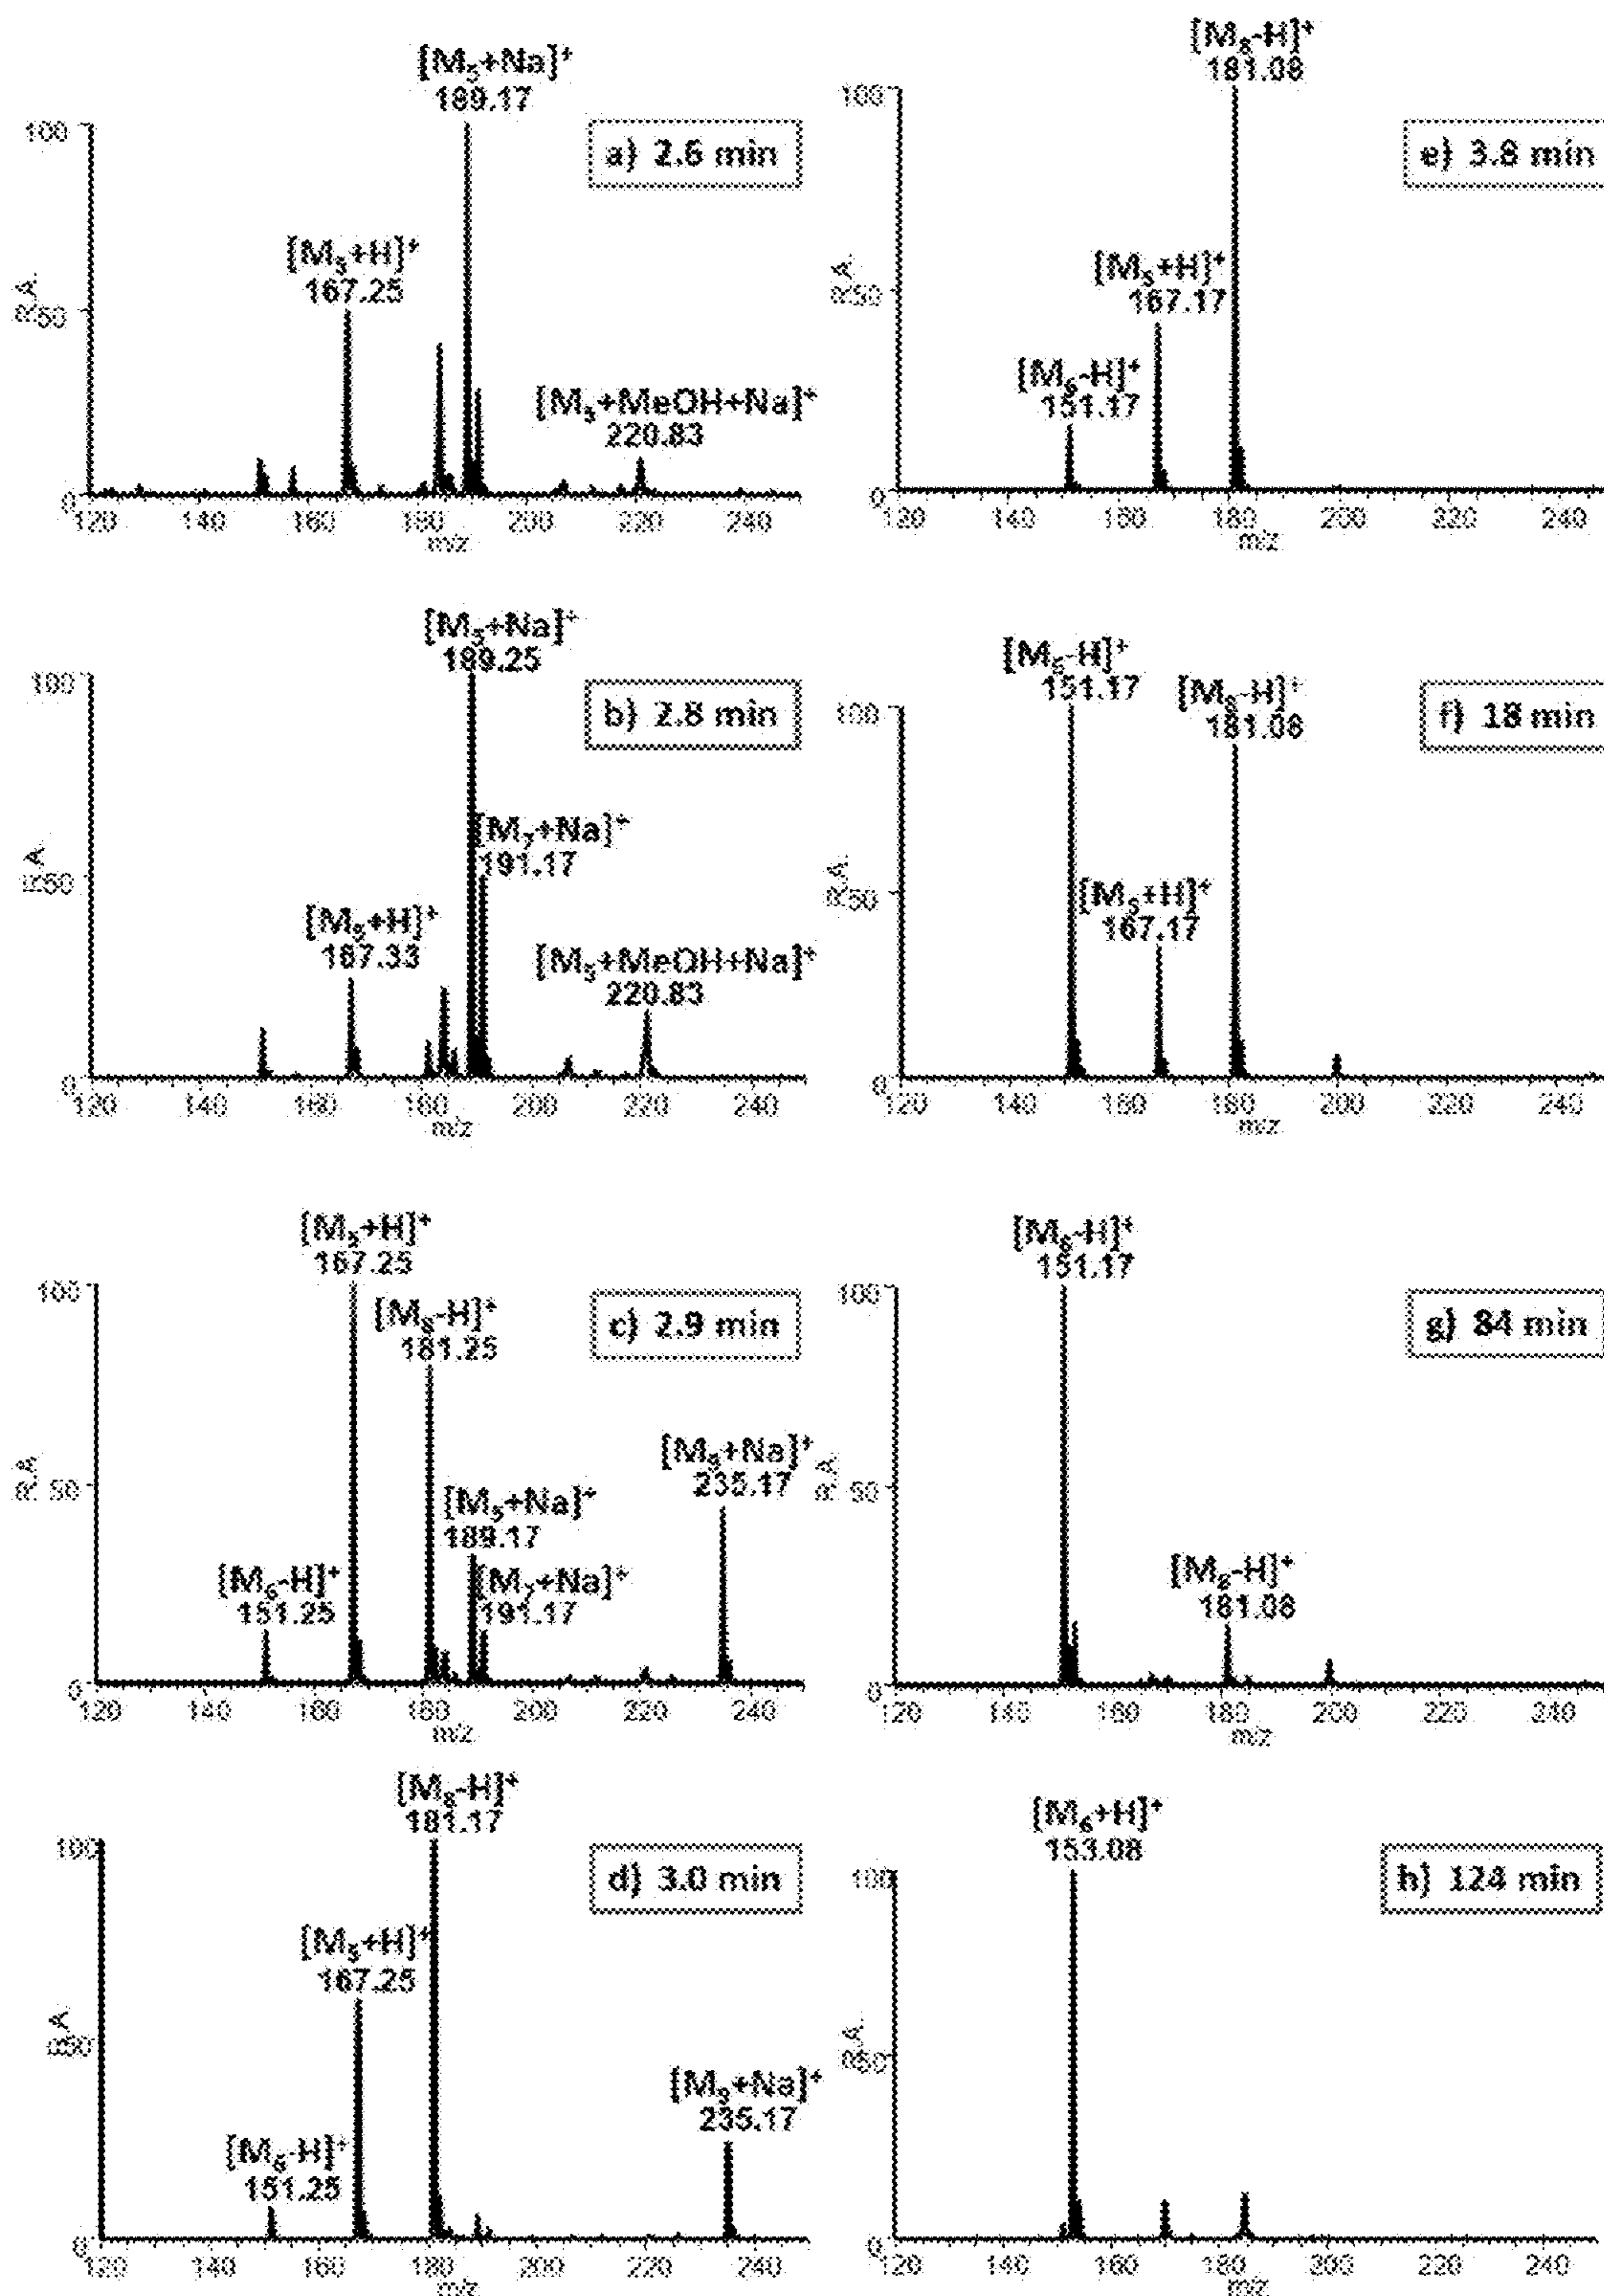 [M5+Na]+
189.17
100
a) 2.6 min
[M5+H]+
167.25
R.A.
50
[M5+MeOH+Na]+
220.83
0
120 140 160 180 200 220 240
m/z
[M8-H]+
181.08
100
e) 3.8 min
[M5+H]+
167.17
R.A.
50
[M6-H]+
151.17
0
120 140 160 180 200 220 240
m/z
[M5+Na]+
189.25
100
b) 2.8 min
[M7+Na]+
191.17
R.A.
50
[M5+H]+
167.33
[M5+MeOH+Na]+
220.83
0
120 140 160 180 200 220 240
m/z
[M6-H]+
151.17
[M8-H]+
181.08
100
f) 18 min
R.A.
50
[M5+H]+
167.17
0
120 140 160 180 200 220 240
m/z
[M5+H]+
167.25
100
[M8-H]+
181.25
c) 2.9 min
[M9+Na]+
235.17
R.A.
50
[M5+Na]+
189.17
[M6-H]+
151.25
[M7+Na]+
191.17
0
120 140 160 180 200 220 240
m/z
[M6-H]+
151.17
100
g) 84 min
R.A.
50
[M8-H]+
181.08
0
120 140 160 180 200 220 240
m/z
[M8-H]+
181.17
100
d) 3.0 min
[M5+H]+
167.25
R.A.
50
[M9+Na]+
235.17
[M6-H]+
151.25
0
120 140 160 180 200 220 240
m/z
[M6+H]+
153.08
100
h) 124 min
R.A.
50
0
120 140 160 180 200 220 240
m/z